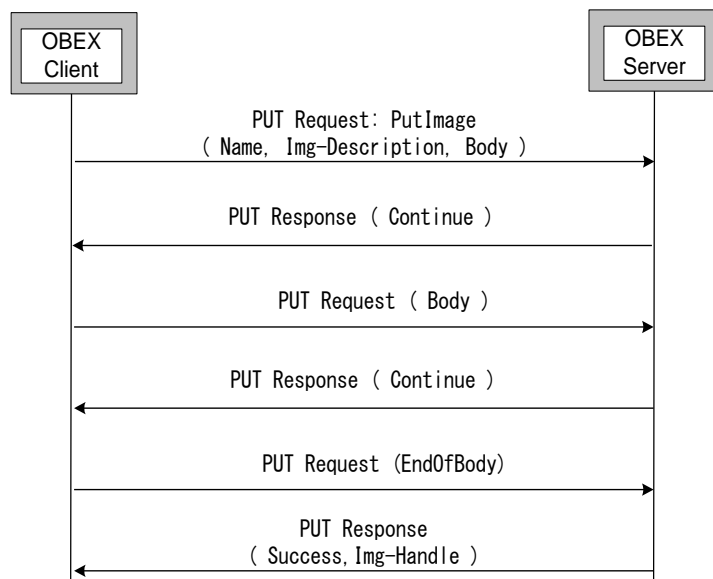 OBEX
Client
OBEX
Server
PUT Request: PutImage
( Name, Img-Description, Body )
PUT Response ( Continue )
PUT Request ( Body )
PUT Response ( Continue )
PUT Request (EndOfBody)
PUT Response
( Success,Img-Handle )